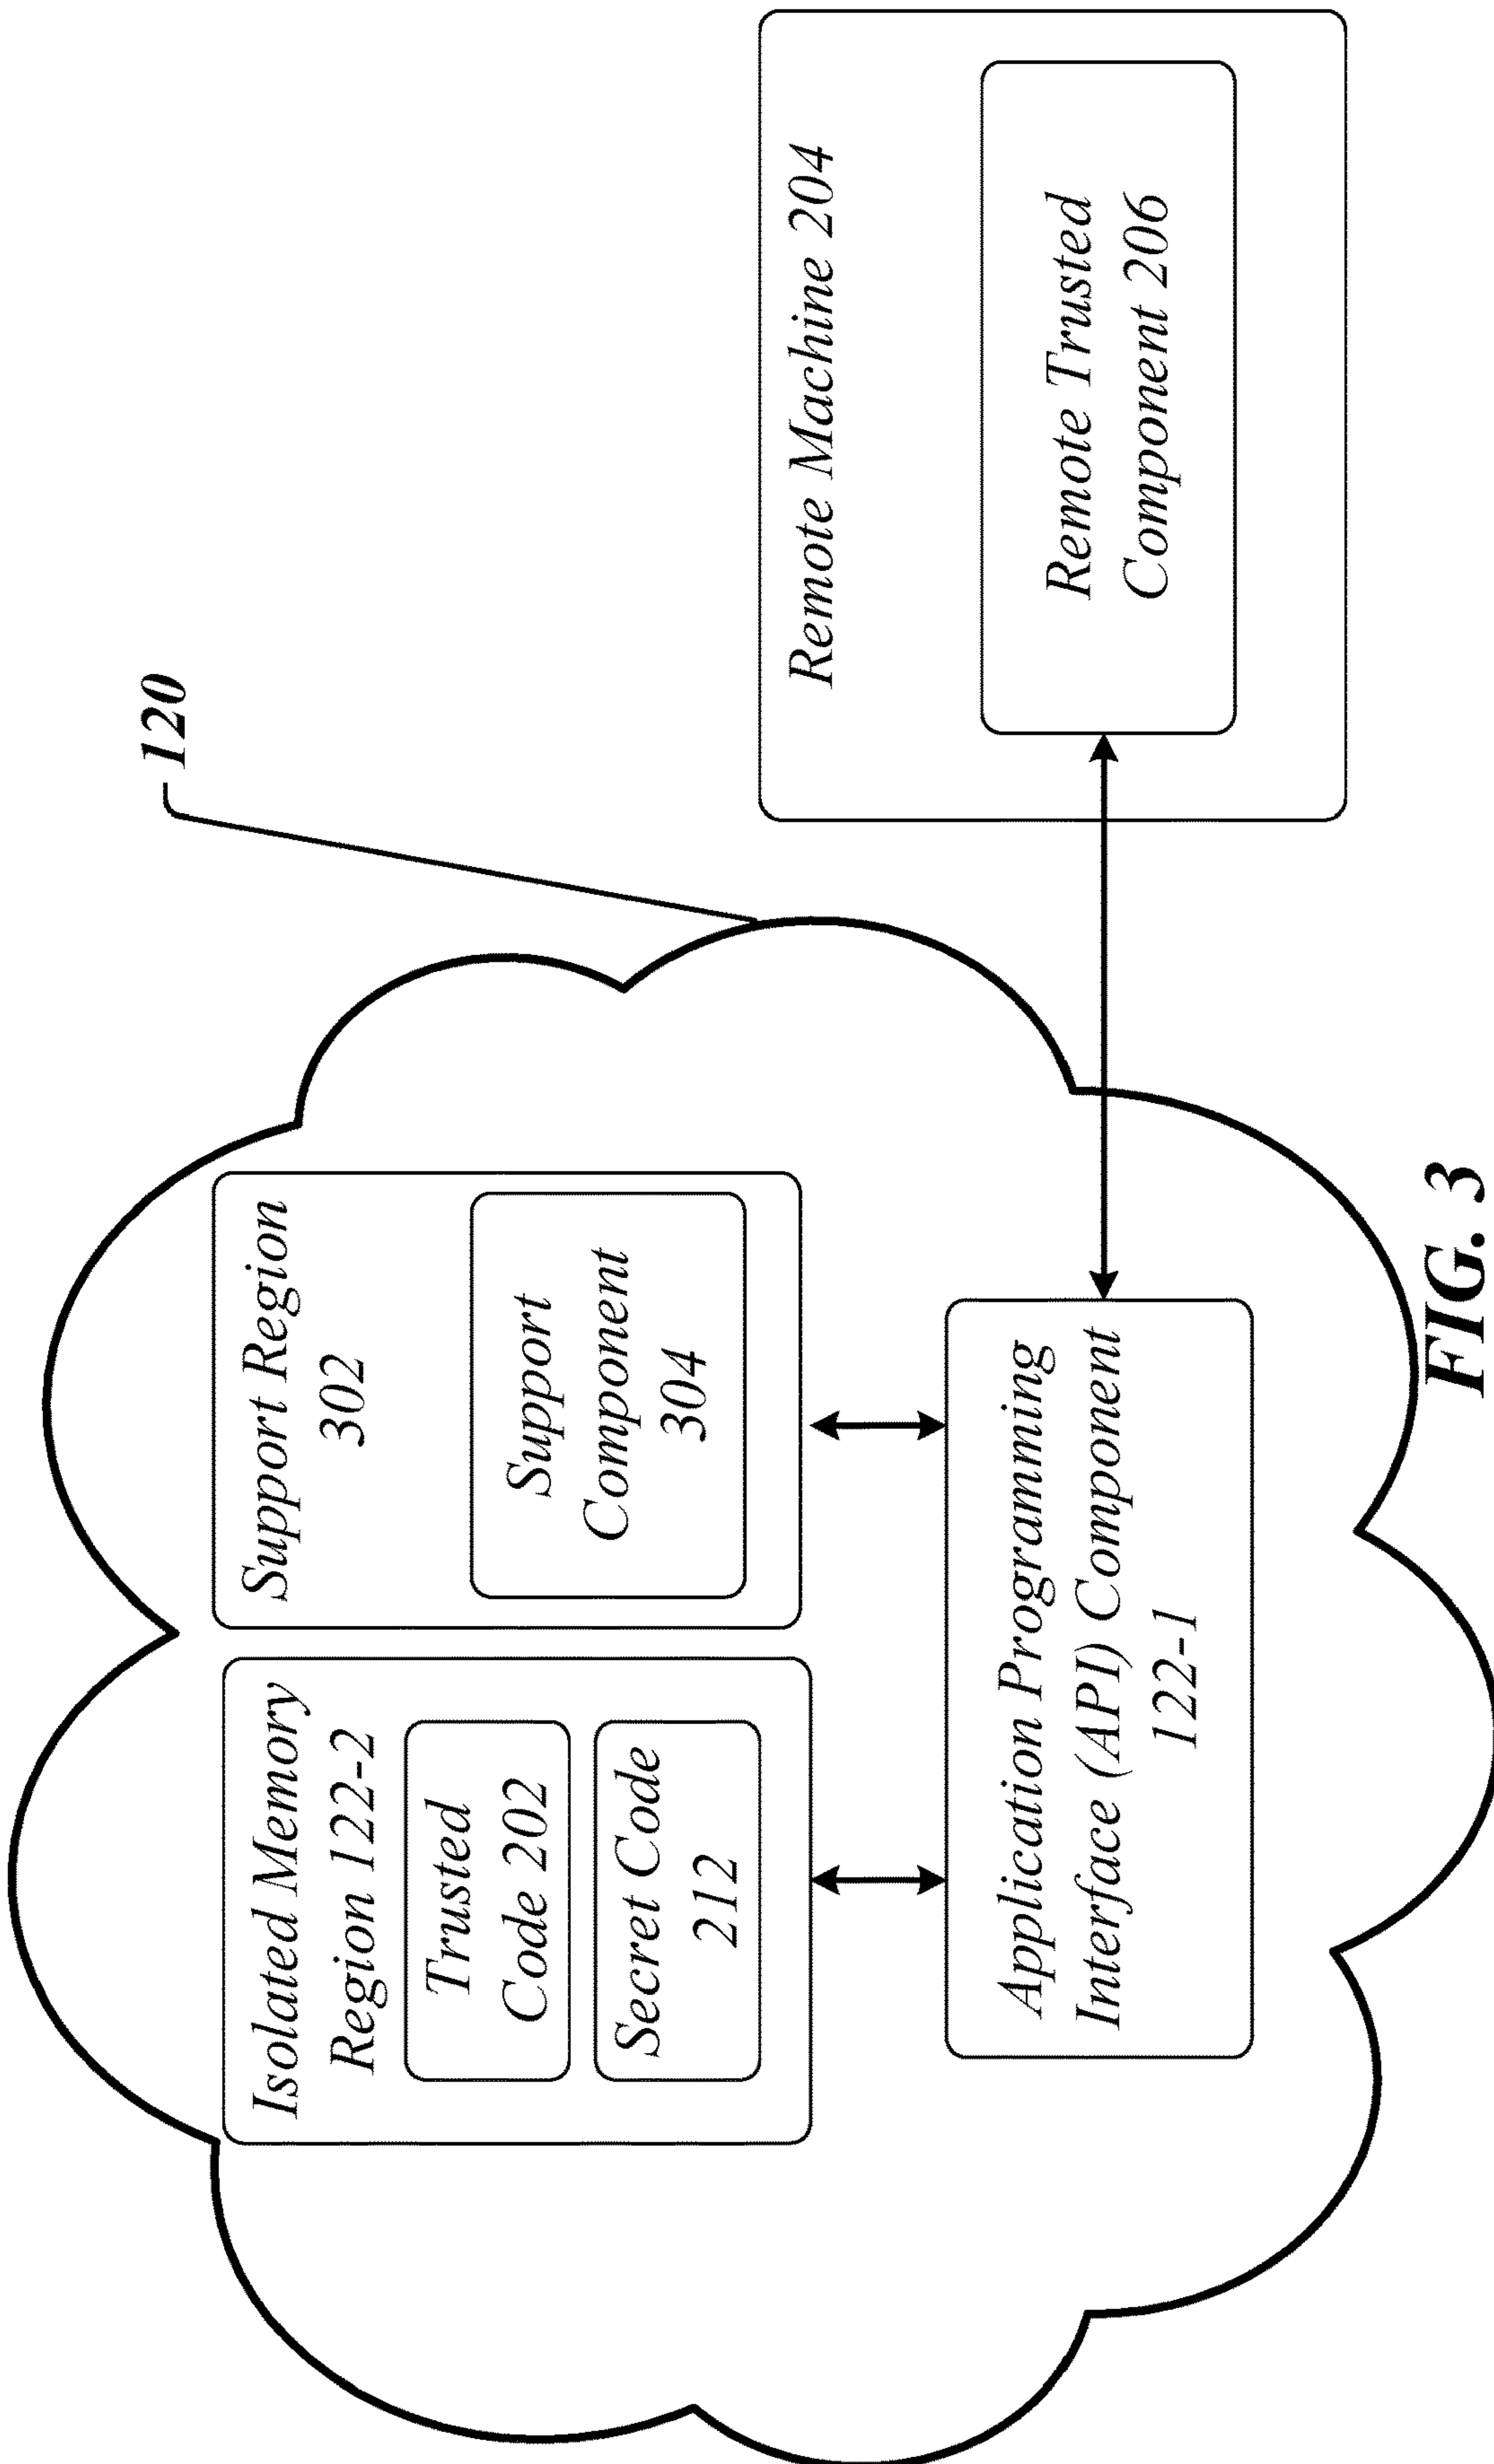 120
Isolated Memory
Region 122-2
Trusted
Code 202
Secret Code
212
Support Region
302
Support
Component
304
Application Programming
Interface (API) Component
122-1
Remote Machine 204
Remote Trusted
Component 206
FIG. 3